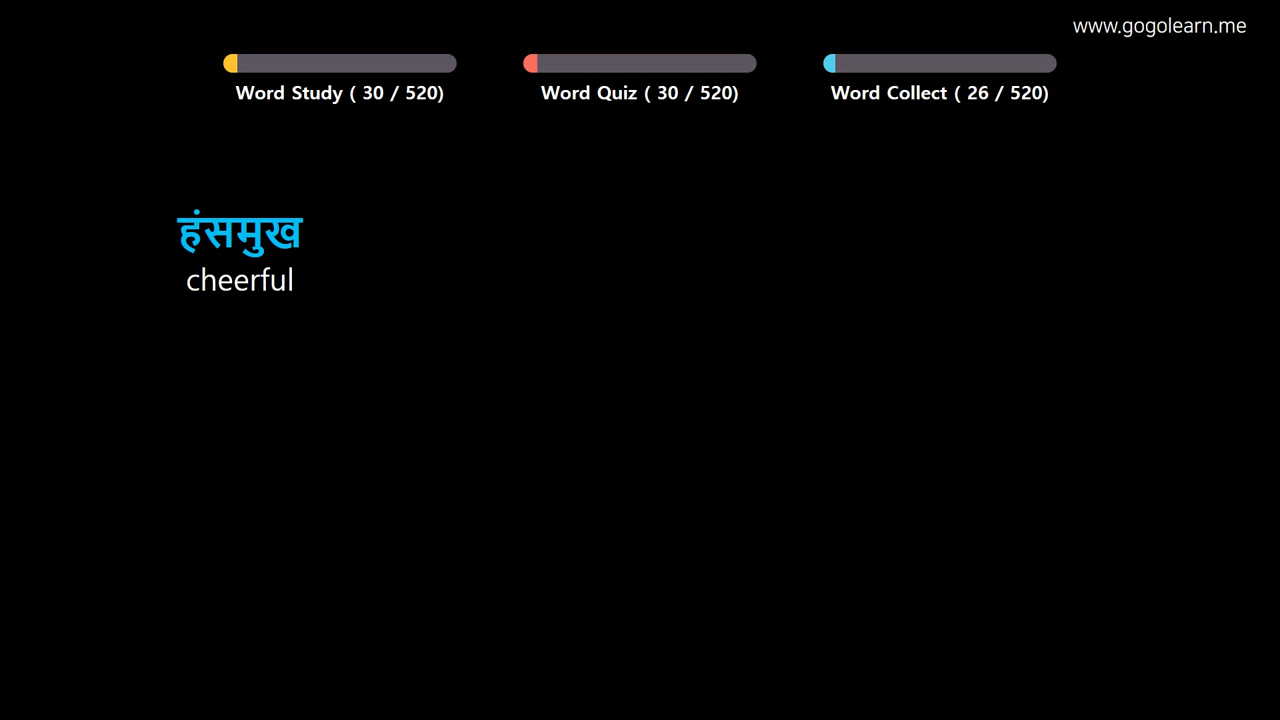 www.gogolearn.me
Word Study ( 30 / 520)
Word Quiz ( 30 / 520)
Word Collect ( 26 / 520)
हंसमुख
cheerful